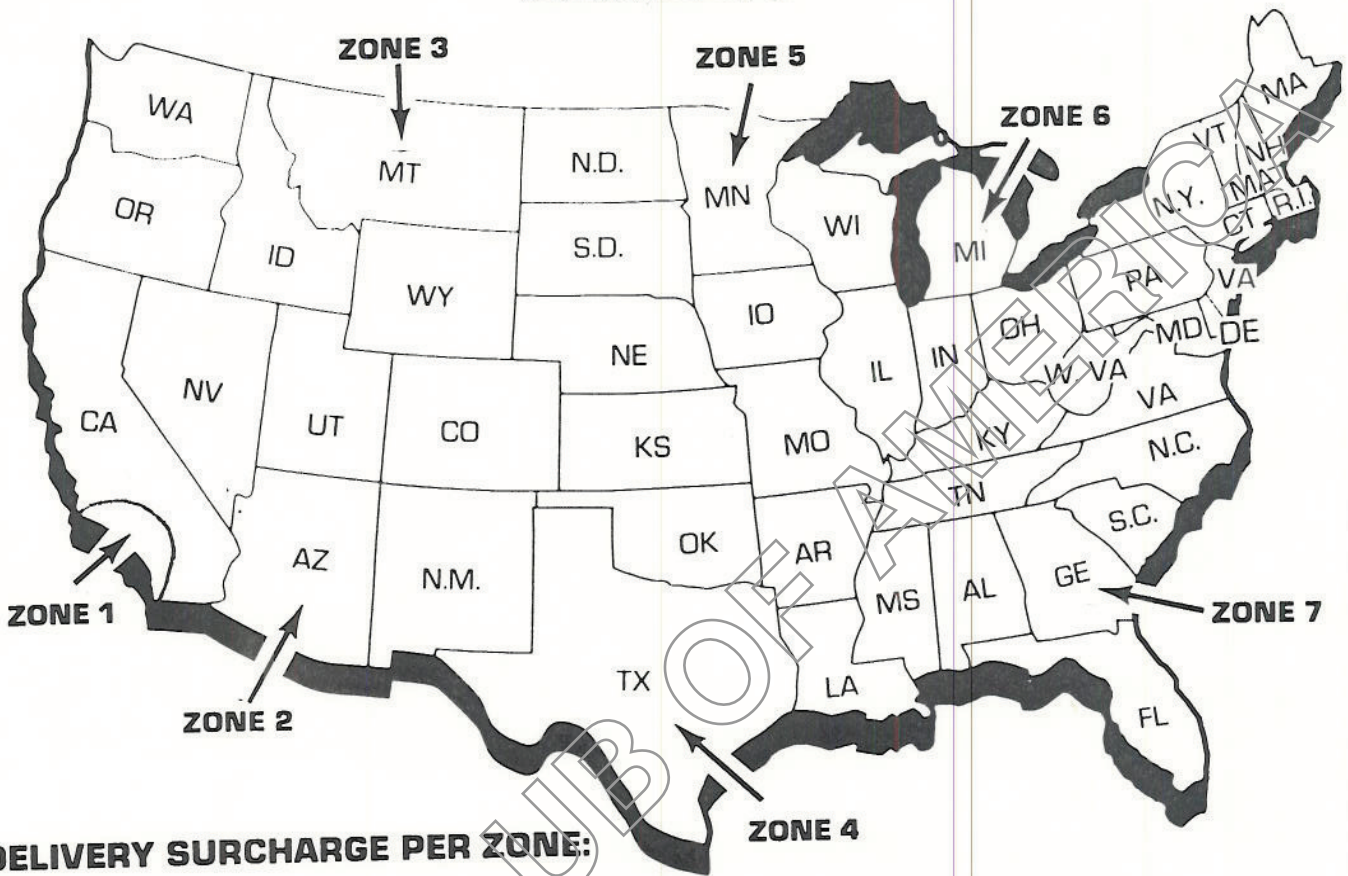 ZONE 3
ZONE 5
ZONE 6
WA
MT
N.D.
MN
OR
ID
S.D.
WI
MI
WY
IO
NE
NV
UT
CO
CA
KS
MO
IL
IN
OH
PA
N.Y.
VT
NH
MA
MA
CT
R.I.
VA
MD
DE
W VA
VA
KY
N.C.
TN
S.C.
AZ
N.M.
OK
AR
MS
AL
GE
TX
LA
FL
ZONE 1
ZONE 2
ZONE 4
ZONE 7
UB OF AMERICA
DELIVERY SURCHARGE PER ZONE: